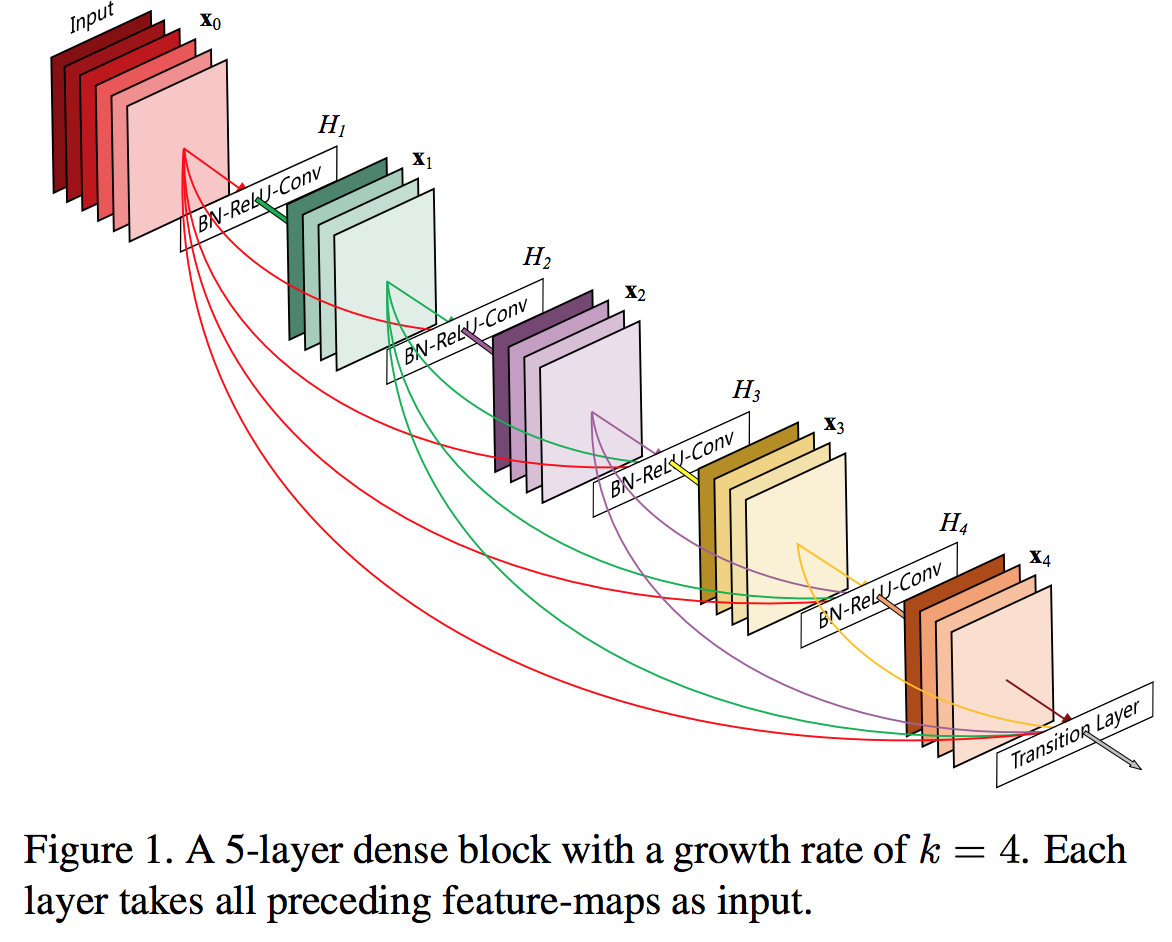 Input
x0
H1
BN-ReLU-Conv
x1
H2
BN-ReLU-Conv
x2
H3
BN-ReLU-Conv
x3
H4
BN-ReLU-Conv
x4
Transition Layer
Figure 1. A 5-layer dense block with a growth rate of k = 4. Each
layer takes all preceding feature-maps as input.